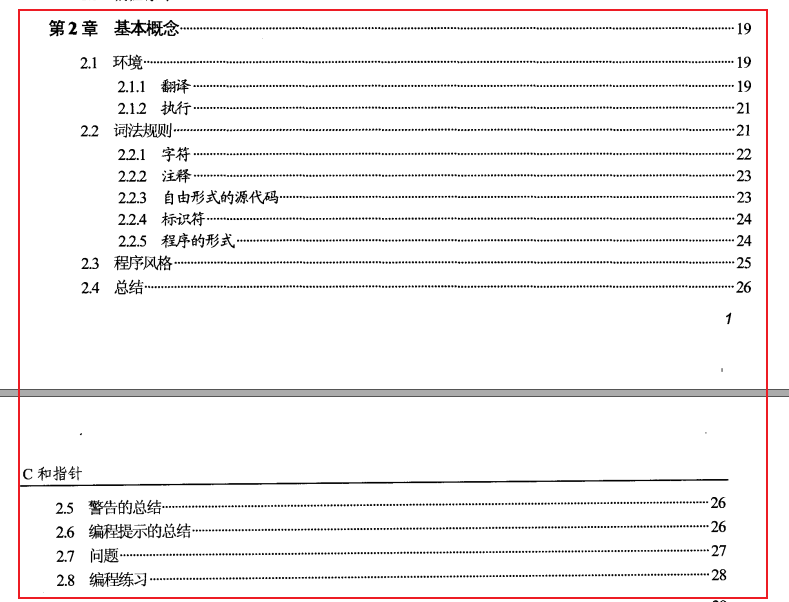 第2章 基本概念 19
2.1 环境 19
2.1.1 翻译 19
2.1.2 执行 21
2.2 词法规则 21
2.2.1 字符 22
2.2.2 注释 23
2.2.3 自由形式的源代码 23
2.2.4 标识符 24
2.2.5 程序的形式 24
2.3 程序风格 25
2.4 总结 26
1
C 和指针
2.5 警告的总结 26
2.6 编程提示的总结 26
2.7 问题 27
2.8 编程练习 28